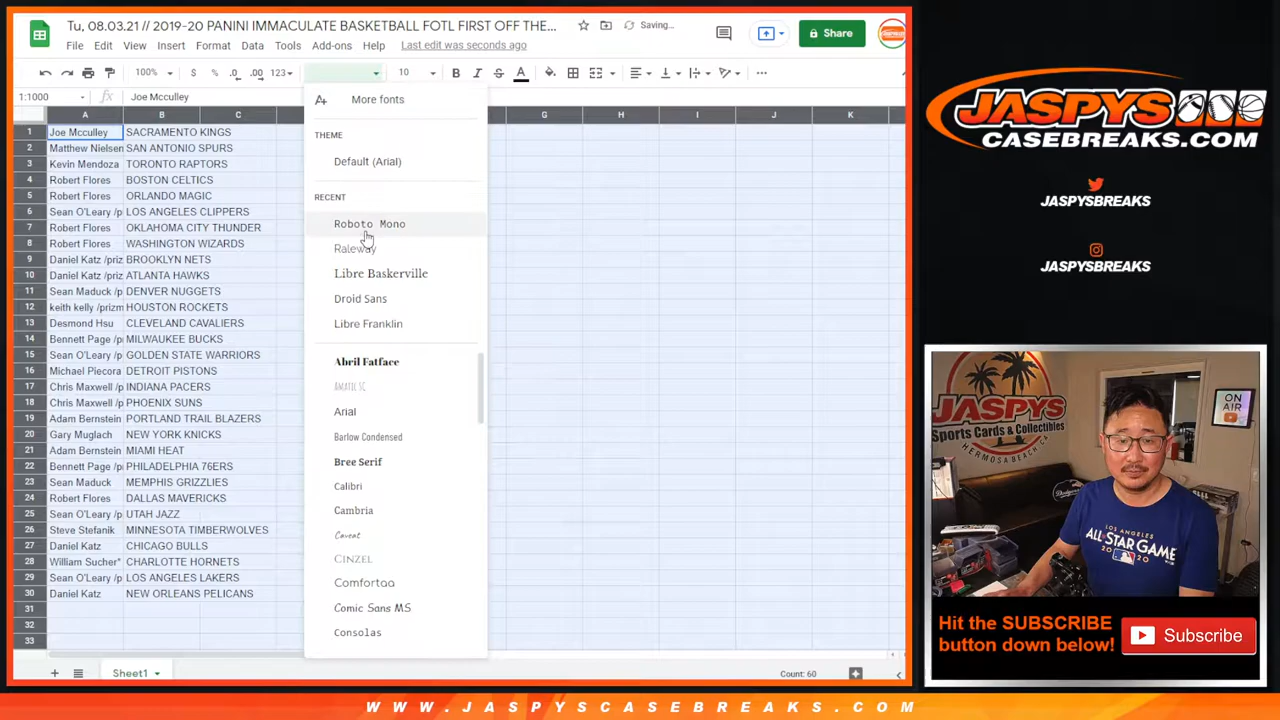 Tu, 08.03.21 // 2019-20 PANINI IMMACULATE BASKETBALL FOTL FIRST OFF THE...
Saving...
Share
File Edit View Insert Format Data Tools Add-ons Help Last edit was seconds ago
100% $ % .0 .00 123 10 B I S A
1:1000 fx Joe Mcculley
A B C G H I J K
1 Joe Mcculley SACRAMENTO KINGS
2 Matthew Nielsen SAN ANTONIO SPURS
3 Kevin Mendoza TORONTO RAPTORS
4 Robert Flores BOSTON CELTICS
5 Robert Flores ORLANDO MAGIC
6 Sean O'Leary /p LOS ANGELES CLIPPERS
7 Robert Flores OKLAHOMA CITY THUNDER
8 Robert Flores WASHINGTON WIZARDS
9 Daniel Katz /priz BROOKLYN NETS
10 Daniel Katz /priz ATLANTA HAWKS
11 Sean Maduck /p DENVER NUGGETS
12 keith kelly /prizm HOUSTON ROCKETS
13 Desmond Hsu CLEVELAND CAVALIERS
14 Bennett Page /p MILWAUKEE BUCKS
15 Sean O'Leary /p GOLDEN STATE WARRIORS
16 Michael Piecora DETROIT PISTONS
17 Chris Maxwell /p INDIANA PACERS
18 Chris Maxwell /p PHOENIX SUNS
19 Adam Bernstein PORTLAND TRAIL BLAZERS
20 Gary Muglach NEW YORK KNICKS
21 Adam Bernstein MIAMI HEAT
22 Bennett Page /p PHILADELPHIA 76ERS
23 Sean Maduck MEMPHIS GRIZZLIES
24 Robert Flores DALLAS MAVERICKS
25 Sean O'Leary /p UTAH JAZZ
26 Steve Stefanik MINNESOTA TIMBERWOLVES
27 Daniel Katz CHICAGO BULLS
28 William Sucher* CHARLOTTE HORNETS
29 Sean O'Leary /p LOS ANGELES LAKERS
30 Daniel Katz NEW ORLEANS PELICANS
31
32
33
More fonts
THEME
Default (Arial)
RECENT
Roboto Mono
Raleway
Libre Baskerville
Droid Sans
Libre Franklin
Abril Fatface
AMATIC SC
Arial
Barlow Condensed
Bree Serif
Calibri
Cambria
Caveat
CINZEL
Comfortaa
Comic Sans MS
Consolas
Sheet1
Count: 60
JASPYS
CASEBREAKS.COM
JASPYSBREAKS
JASPYSBREAKS
JASPYS
Sports Cards & Collectibles
HERMOSA BEACH CA.
ON
AIR
Dodgers
LOS ANGELES
ALL STAR GAME
2020
Hit the SUBSCRIBE
button down below!
Subscribe
WWW.JASPYSCASEBREAKS.COM